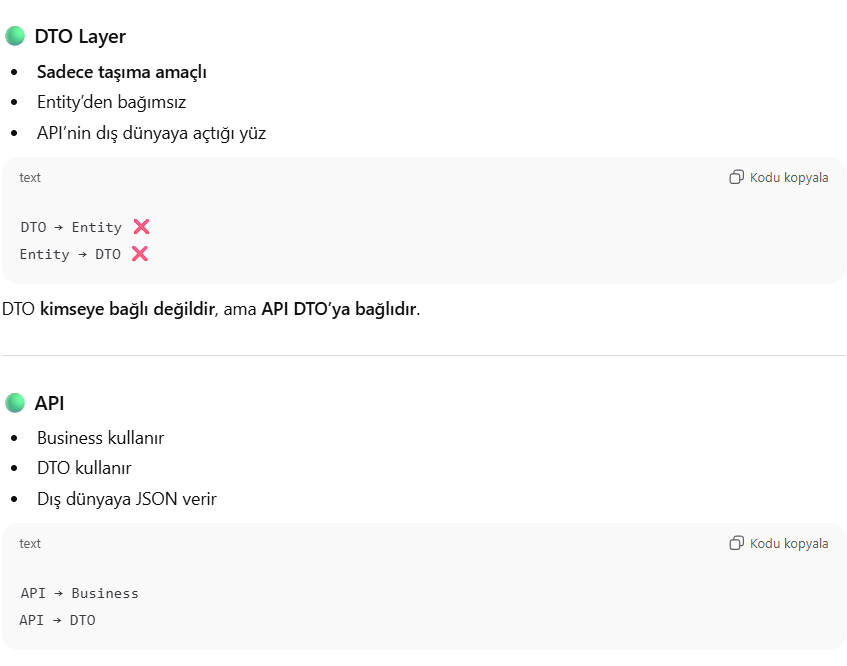 DTO Layer
Sadece taşıma amaçlı
Entity’den bağımsız
API’nin dış dünyaya açtığı yüz
text
Kodu kopyala
DTO → Entity ❌
Entity → DTO ❌
DTO kimseye bağlı değildir, ama API DTO’ya bağlıdır.
API
Business kullanır
DTO kullanır
Dış dünyaya JSON verir
text
Kodu kopyala
API → Business
API → DTO